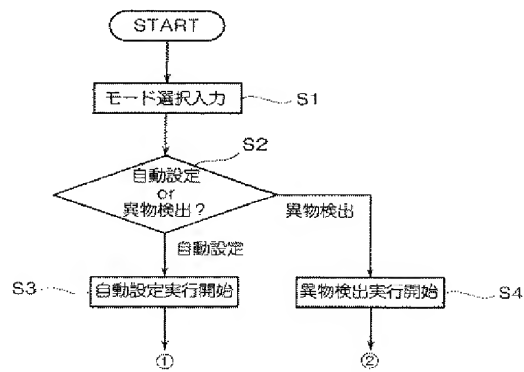 START
モード選択入力
S1
S2
自動設定
or
異物検出？
異物検出
自動設定
S3
自動設定実行開始
異物検出実行開始
S4
①
②